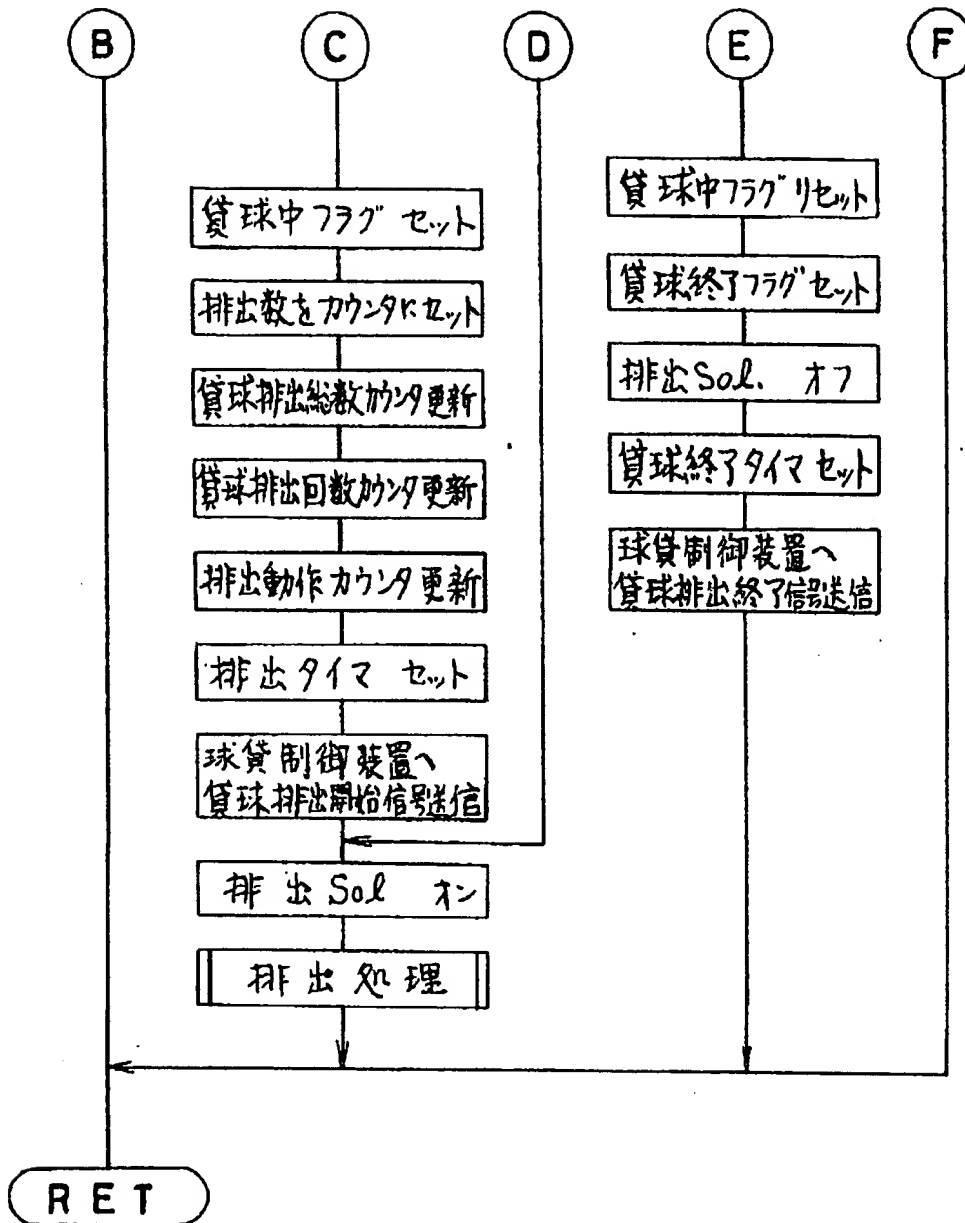 B
C
D
E
F
貸球中フラグ セット
排出数をカウンタにセット
貸球排出総数カウンタ更新
貸球排出回数カウンタ更新
排出動作カウンタ更新
排出タイマ セット
球貸制御装置へ
貸球排出開始信号送信
排出Sol オン
排出処理
貸球中フラグリセット
貸球終了フラグセット
排出Sol. オフ
貸球終了タイマセット
球貸制御装置へ
貸球排出終了信号送信
RET